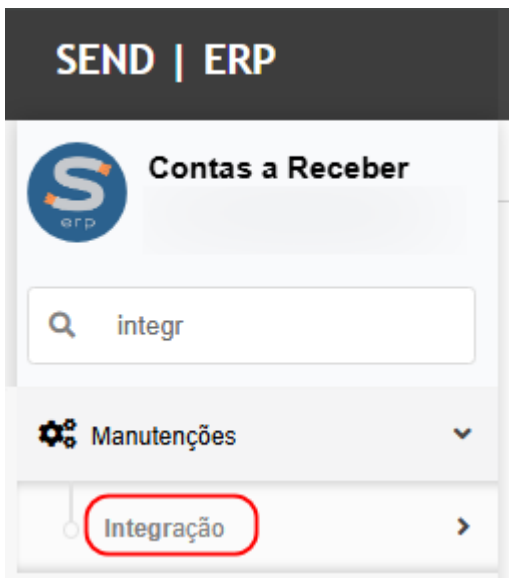 SEND | ERP
S
erp
Contas a Receber
integr
Manutenções
Integração